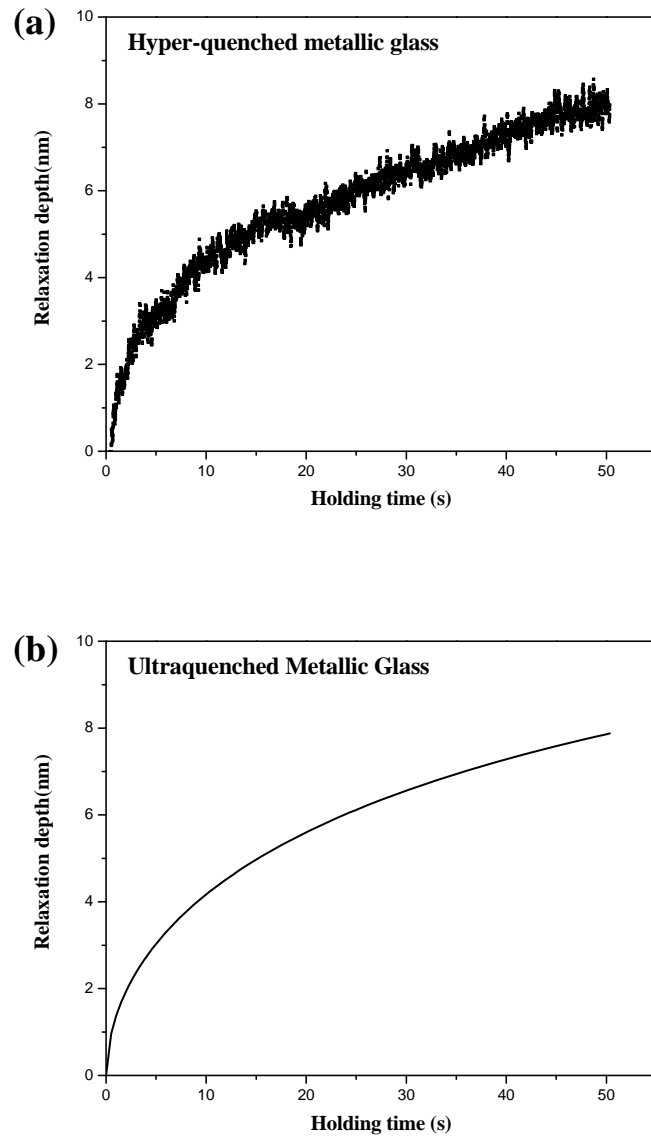 (a)
Hyper-quenched metallic glass
10
8
6
4
2
0
Relaxation depth(nm)
0 10 20 30 40 50
Holding time (s)
(b)
Ultraquenched Metallic Glass
10
8
6
4
2
0
Relaxation depth(nm)
0 10 20 30 40 50
Holding time (s)